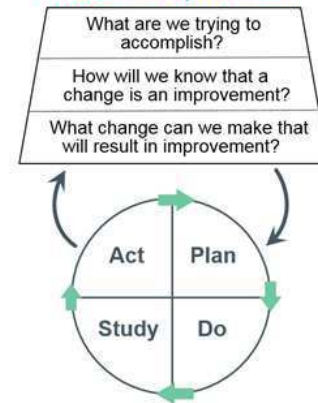 What are we trying to
accomplish?
How will we know that a
change is an improvement?
What change can we make that
will result in improvement?
Act
Plan
Study
Do